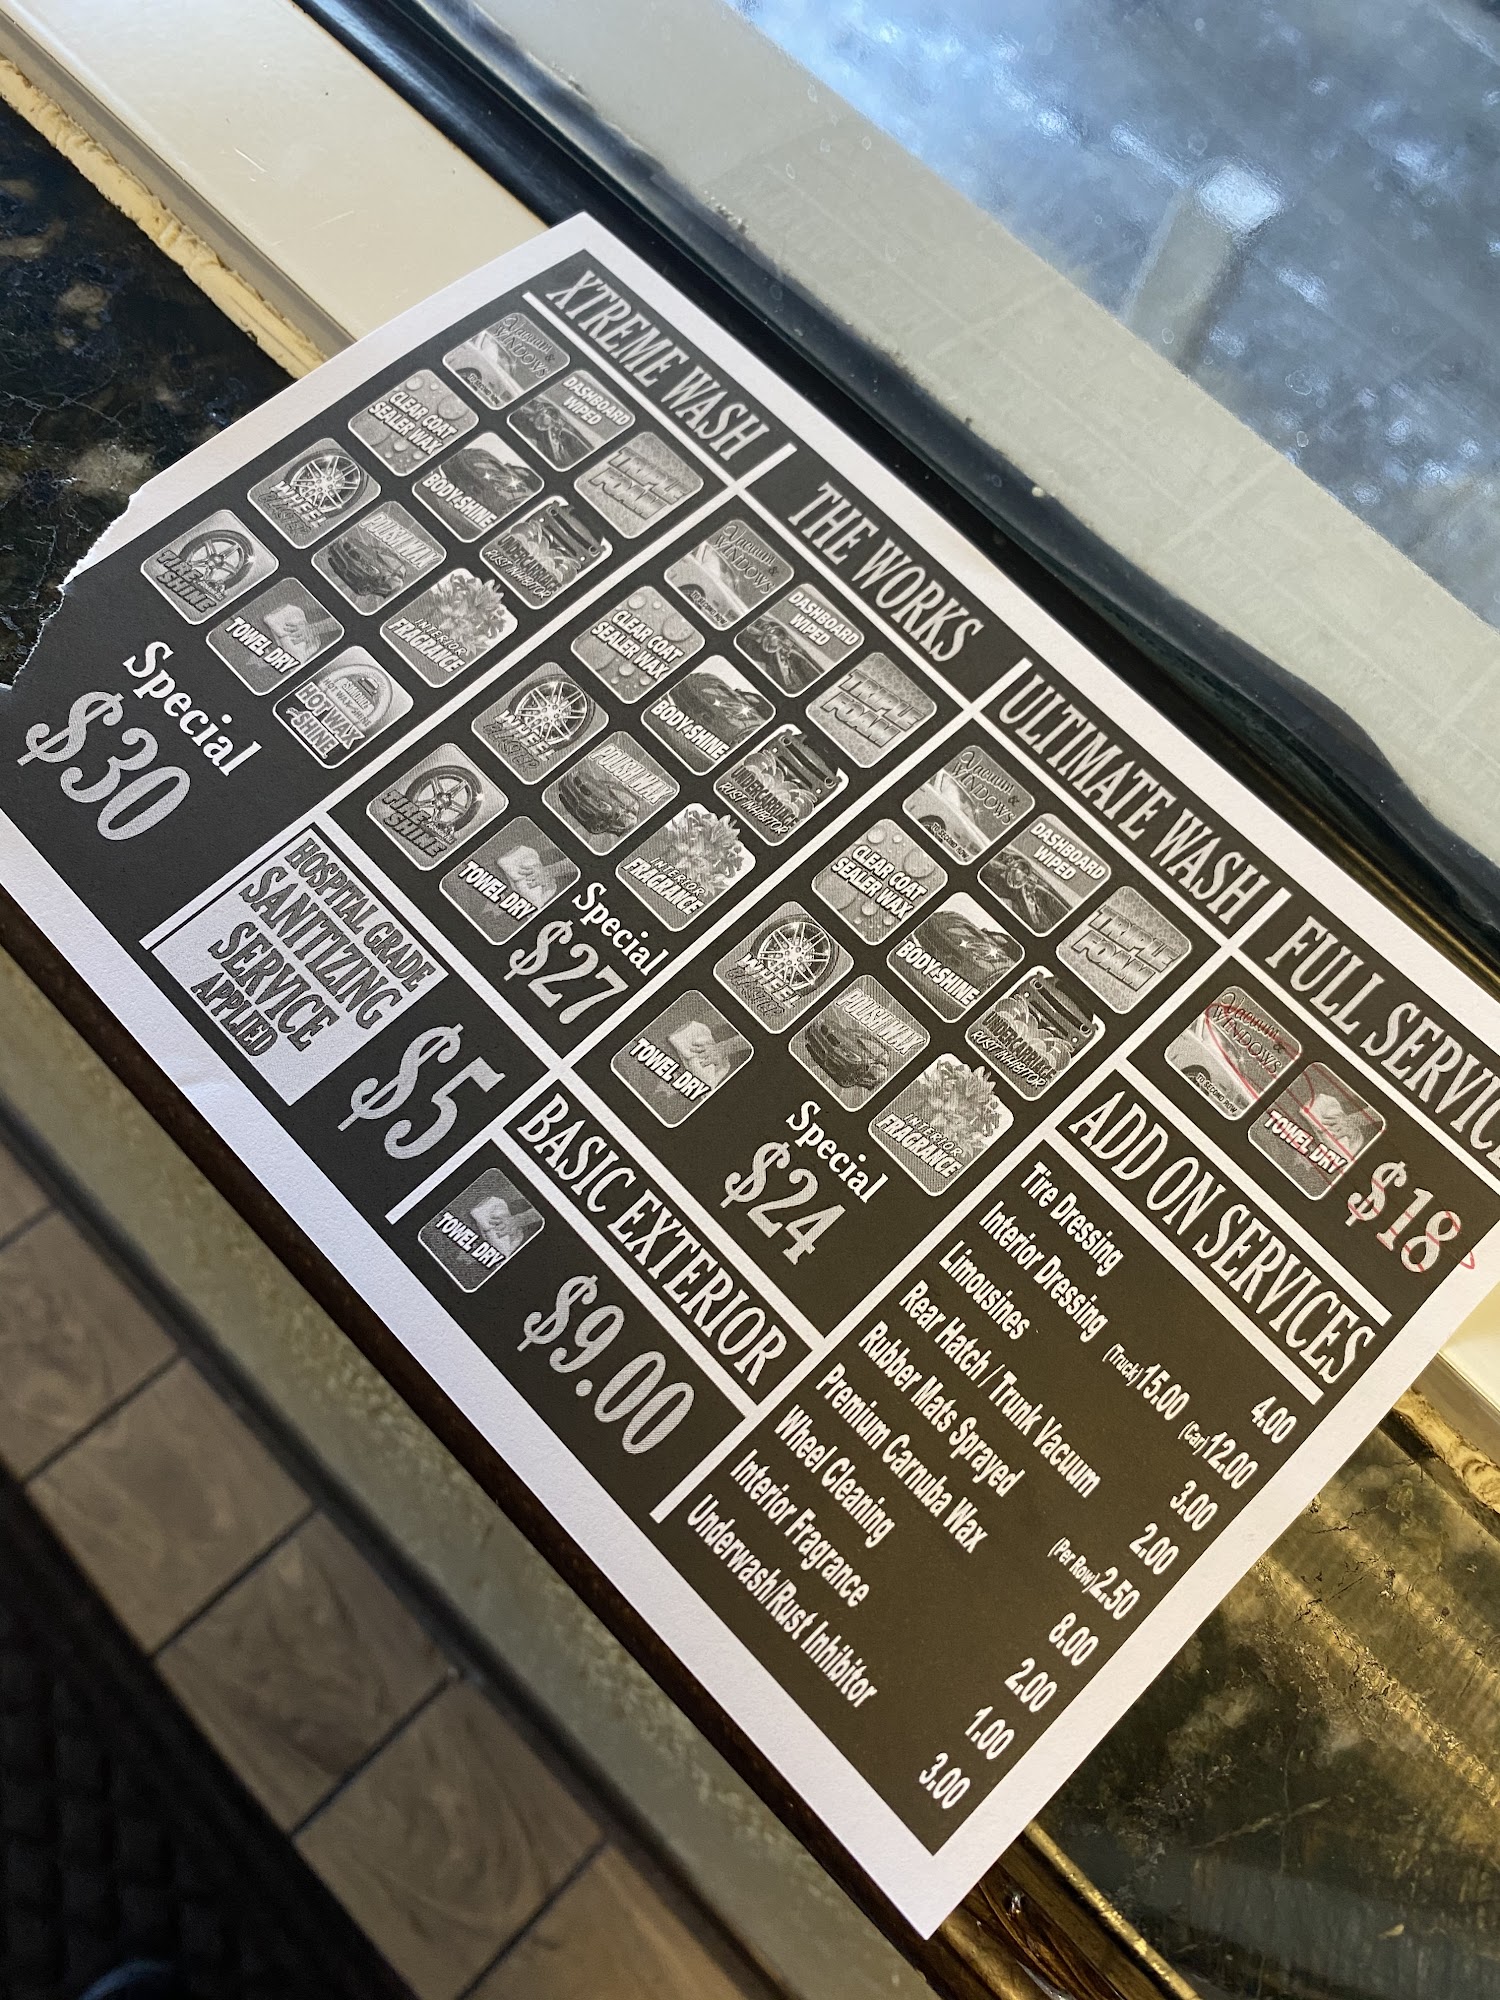 XTREME WASH
Vacuum &
WINDOWS
DASHBOARD
WIPED
TRIPLE
FOAM
CLEAR COAT
SEALER WAX
BODY SHINE
UNDERCARRIAGE
RUST INHIBITOR
WHEEL
POLISH WAX
INTERIOR
FRAGRANCE
TIRE
SHINE
TOWEL DRY
HOT WAX
SHINE
Special
$30
THE WORKS
Vacuum &
WINDOWS
DASHBOARD
WIPED
TRIPLE
FOAM
CLEAR COAT
SEALER WAX
BODY SHINE
UNDERCARRIAGE
RUST INHIBITOR
WHEEL
POLISH WAX
INTERIOR
FRAGRANCE
TIRE
SHINE
TOWEL DRY
Special
$27
ULTIMATE WASH
Vacuum &
WINDOWS
DASHBOARD
WIPED
TRIPLE
FOAM
CLEAR COAT
SEALER WAX
BODY SHINE
UNDERCARRIAGE
RUST INHIBITOR
WHEEL
POLISH WAX
INTERIOR
FRAGRANCE
TOWEL DRY
Special
$24
FULL SERVIC
Vacuum &
WINDOWS
TOWEL DRY
$18
HOSPITAL GRADE
SANITIZING
SERVICE
APPLIED
$5
BASIC EXTERIOR
TOWEL DRY
$9.00
ADD ON SERVICES
Tire Dressing 4.00
Interior Dressing (Truck) 15.00 (Car) 12.00
Limousines 3.00
Rear Hatch / Trunk Vacuum 2.00
Rubber Mats Sprayed (Per Row) 2.50
Premium Carnuba Wax 8.00
Wheel Cleaning 2.00
Interior Fragrance 1.00
Underwash/Rust Inhibitor 3.00